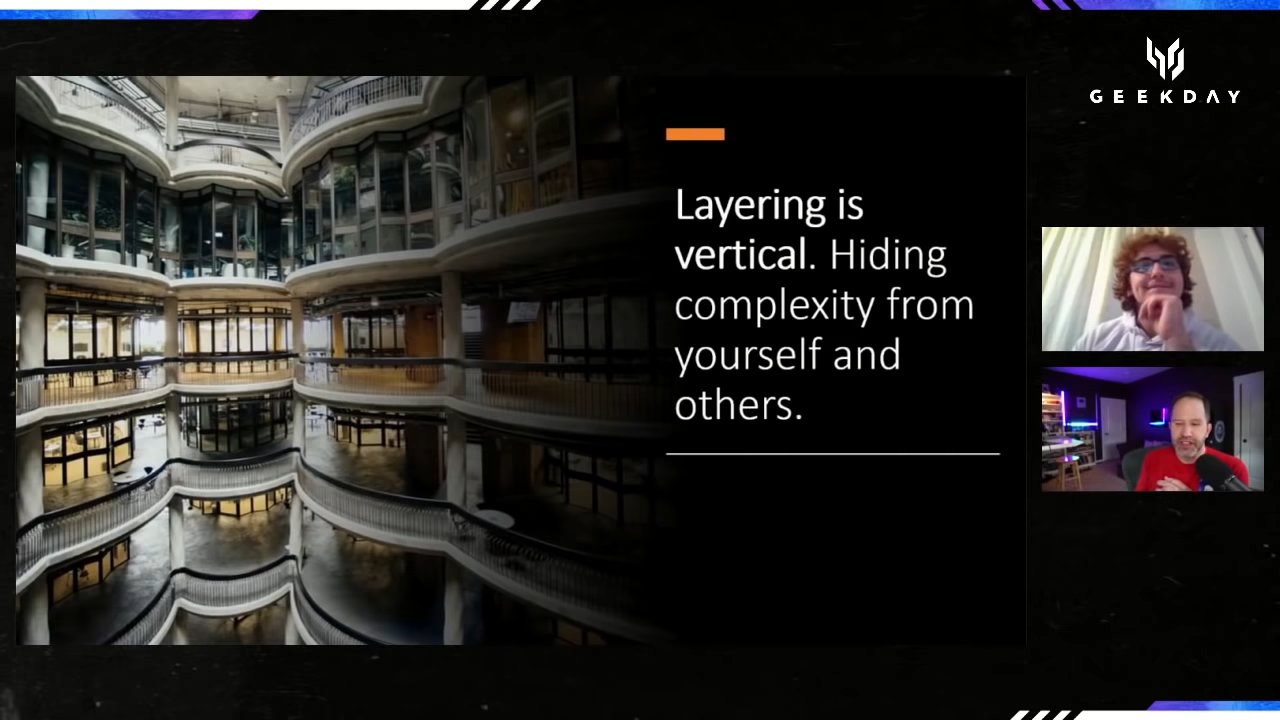 GEEKDAY
Layering is
vertical. Hiding
complexity from
yourself and
others.